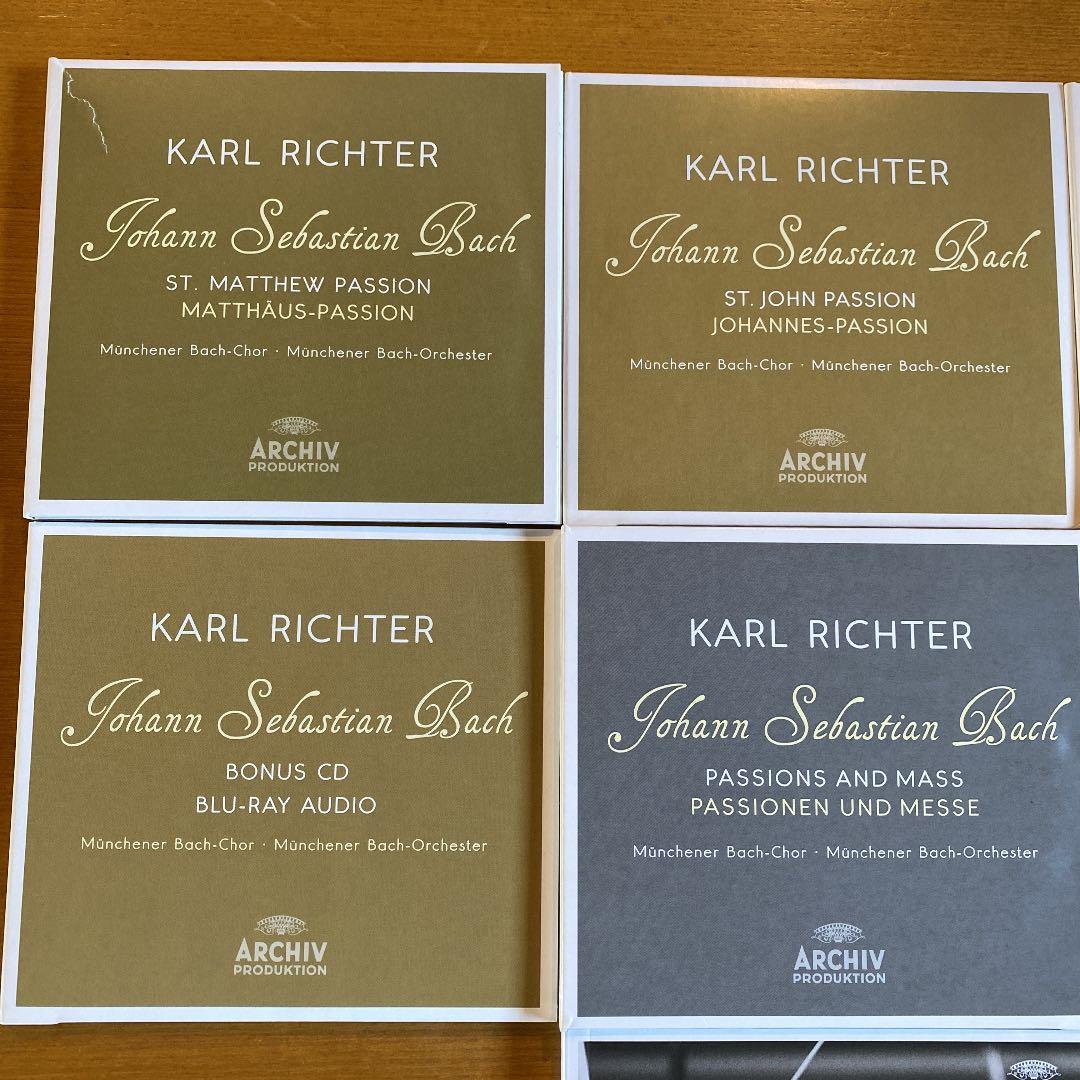 KARL RICHTER
Johann Sebastian Bach
ST. MATTHEW PASSION
MATTHÄUS-PASSION
Münchener Bach-Chor · Münchener Bach-Orchester
ARCHIV
PRODUKTION
KARL RICHTER
Johann Sebastian Bach
ST. JOHN PASSION
JOHANNES-PASSION
Münchener Bach-Chor · Münchener Bach-Orchester
ARCHIV
PRODUKTION
KARL RICHTER
Johann Sebastian Bach
BONUS CD
BLU-RAY AUDIO
Münchener Bach-Chor · Münchener Bach-Orchester
ARCHIV
PRODUKTION
KARL RICHTER
Johann Sebastian Bach
PASSIONS AND MASS
PASSIONEN UND MESSE
Münchener Bach-Chor · Münchener Bach-Orchester
ARCHIV
PRODUKTION